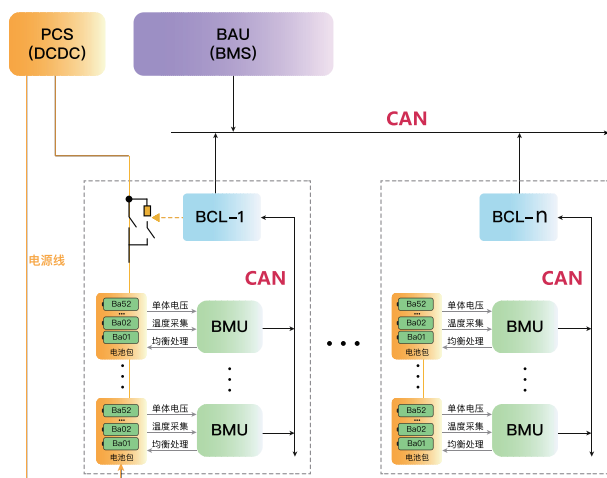 PCS
(DCDC)
BAU
(BMS)
CAN
BCL-1
BCL-n
电源线
CAN
CAN
Ba52
...
Ba02
Ba01
电池包
单体电压
温度采集
均衡处理
BMU
Ba52
...
Ba02
Ba01
电池包
单体电压
温度采集
均衡处理
BMU
Ba52
...
Ba02
Ba01
电池包
单体电压
温度采集
均衡处理
BMU
Ba52
...
Ba02
Ba01
电池包
单体电压
温度采集
均衡处理
BMU